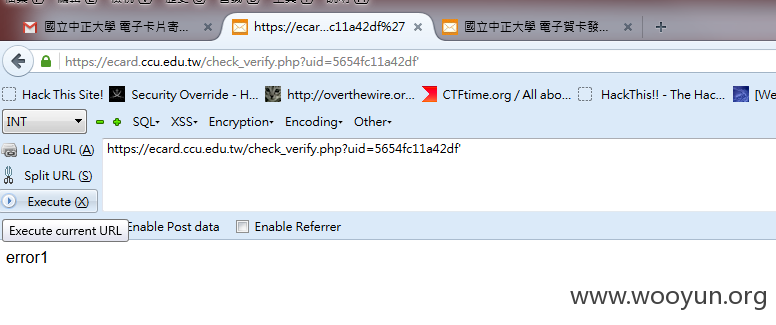 國立中正大學 電子卡片寄... https://ecard...c11a42df%27 國立中正大學 電子賀卡發...
https://ecard.ccu.edu.tw/check_verify.php?uid=5654fc11a42df'
Hack This Site! Security Override - H... http://overthewire.or... CTFtime.org / All abo... HackThis!! - The Hac... [We
INT SQL XSS Encryption Encoding Other
Load URL (A) https://ecard.ccu.edu.tw/check_verify.php?uid=5654fc11a42df'
Split URL (S)
Execute (X)
Execute current URL Enable Post data Enable Referrer
error1
www.wooyun.org